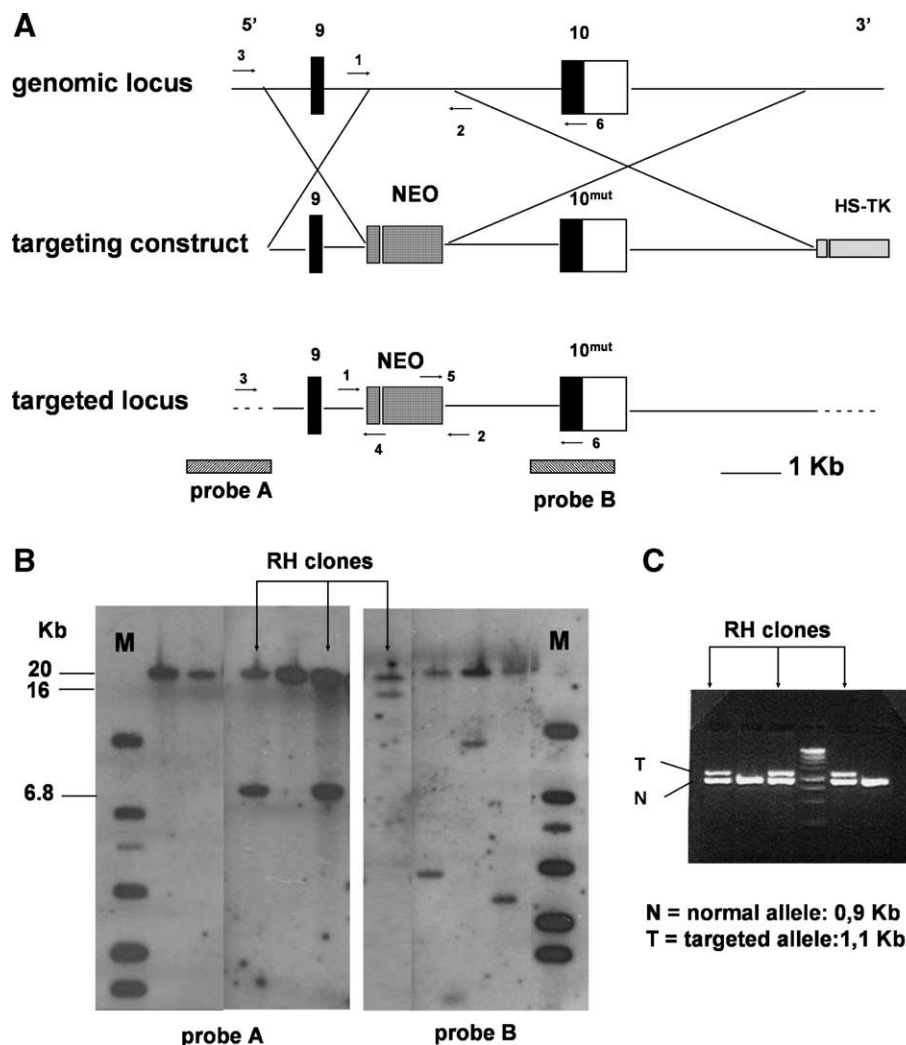 A
5’
9
10
3’
3
1
genomic locus
2
6
9
NEO
10mut
HS-TK
targeting construct
9
NEO
10mut
3
1
5
targeted locus
4
2
6
probe A
probe B
1 Kb
B
RH clones
Kb
M
M
20
16
6.8
probe A
probe B
C
RH clones
T
N
N = normal allele: 0,9 Kb
T = targeted allele:1,1 Kb